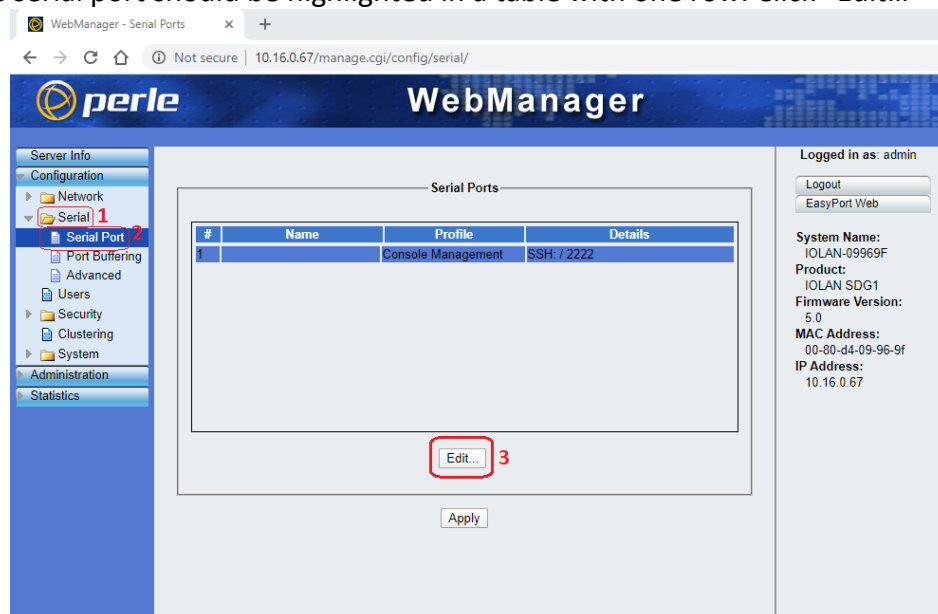 serial port should be highlighted in a table with one row. Click "Edit...
WebManager - Serial Ports
Not secure | 10.16.0.67/manage.cgi/config/serial/
perle WebManager
Server Info
Configuration
Network
Serial 1
Serial Port 2
Port Buffering
Advanced
Users
Security
Clustering
System
Administration
Statistics
Serial Ports
# Name Profile Details
1 Console Management SSH: / 2222
Edit... 3
Apply
Logged in as: admin
Logout
EasyPort Web
System Name:
IOLAN-09969F
Product:
IOLAN SDG1
Firmware Version:
5.0
MAC Address:
00-80-d4-09-96-9f
IP Address:
10.16.0.67